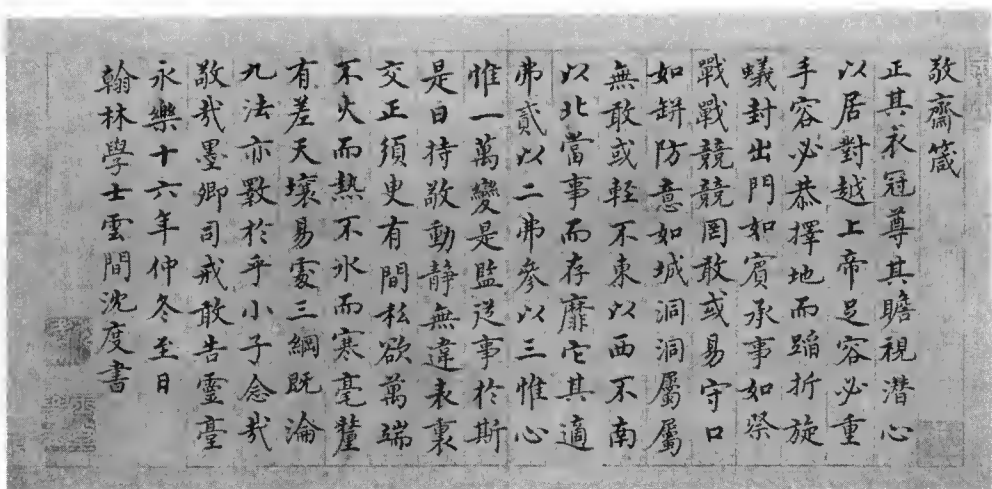 敬齋箴
正其衣冠尊其瞻視潛心
以居對越上帝足容必重
手容必恭擇地而蹈折旋
蟻封出門如賓承事如祭
戰戰兢兢罔敢或易守口
如缾防意如城洞洞屬屬
無敢或輕不東以西不南
以北當事而存靡它其適
弗貳以二弗參以三惟心
惟一萬變是監從事於斯
是曰持敬動靜無違表裏
交正須臾有間私欲萬端
不火而熱不冰而寒毫釐
有差天壤易處三綱既淪
九法亦斁於乎小子念哉
敬哉墨卿司戒敢告靈臺
永樂十六年仲冬至日
翰林學士雲間沈度書